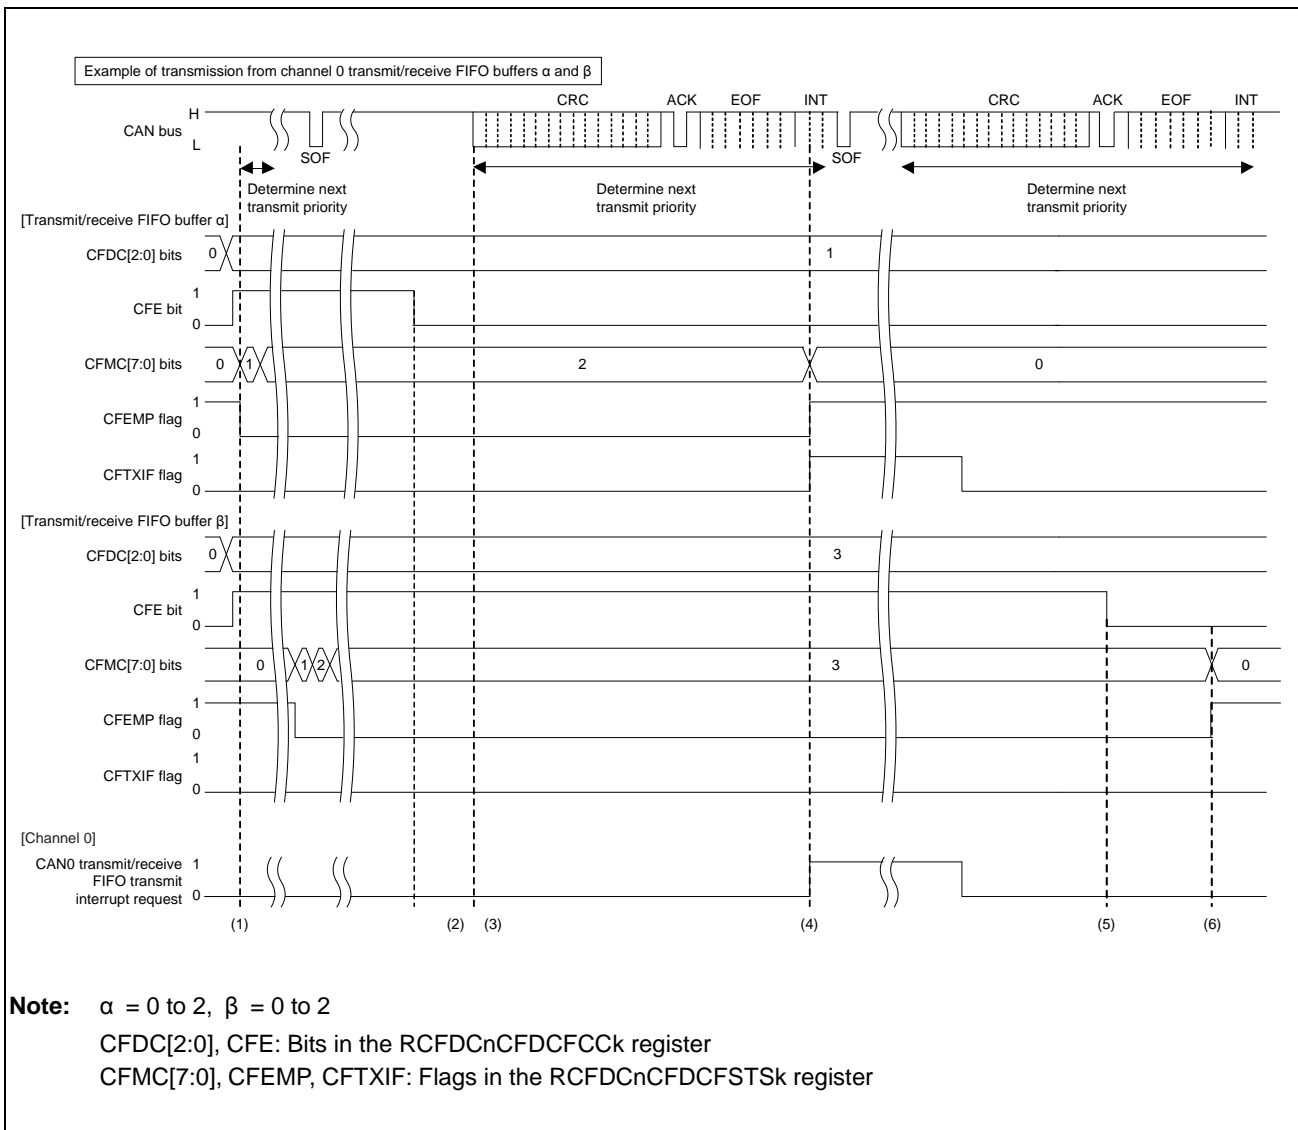 Example of transmission from channel 0 transmit/receive FIFO buffers α and β
CRC ACK EOF INT CRC ACK EOF INT
H
CAN bus
L
SOF SOF
Determine next
transmit priority
Determine next
transmit priority
Determine next
transmit priority
[Transmit/receive FIFO buffer α]
CFDC[2:0] bits 0 1
CFE bit 1 0
CFMC[7:0] bits 0 1 2 0
CFEMP flag 1 0
CFTXIF flag 1 0
[Transmit/receive FIFO buffer β]
CFDC[2:0] bits 0 3
CFE bit 1 0
CFMC[7:0] bits 0 1 2 3 0
CFEMP flag 1 0
CFTXIF flag 1 0
[Channel 0]
CAN0 transmit/receive 1
FIFO transmit
interrupt request 0
(1) (2) (3) (4) (5) (6)
Note: α = 0 to 2, β = 0 to 2
CFDC[2:0], CFE: Bits in the RCFDCnCFDCFCCk register
CFMC[7:0], CFEMP, CFTXIF: Flags in the RCFDCnCFDCFSTSk register